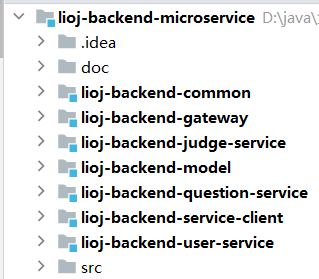 lioj-backend-microservice D:\java\
.idea
doc
lioj-backend-common
lioj-backend-gateway
lioj-backend-judge-service
lioj-backend-model
lioj-backend-question-service
lioj-backend-service-client
lioj-backend-user-service
src